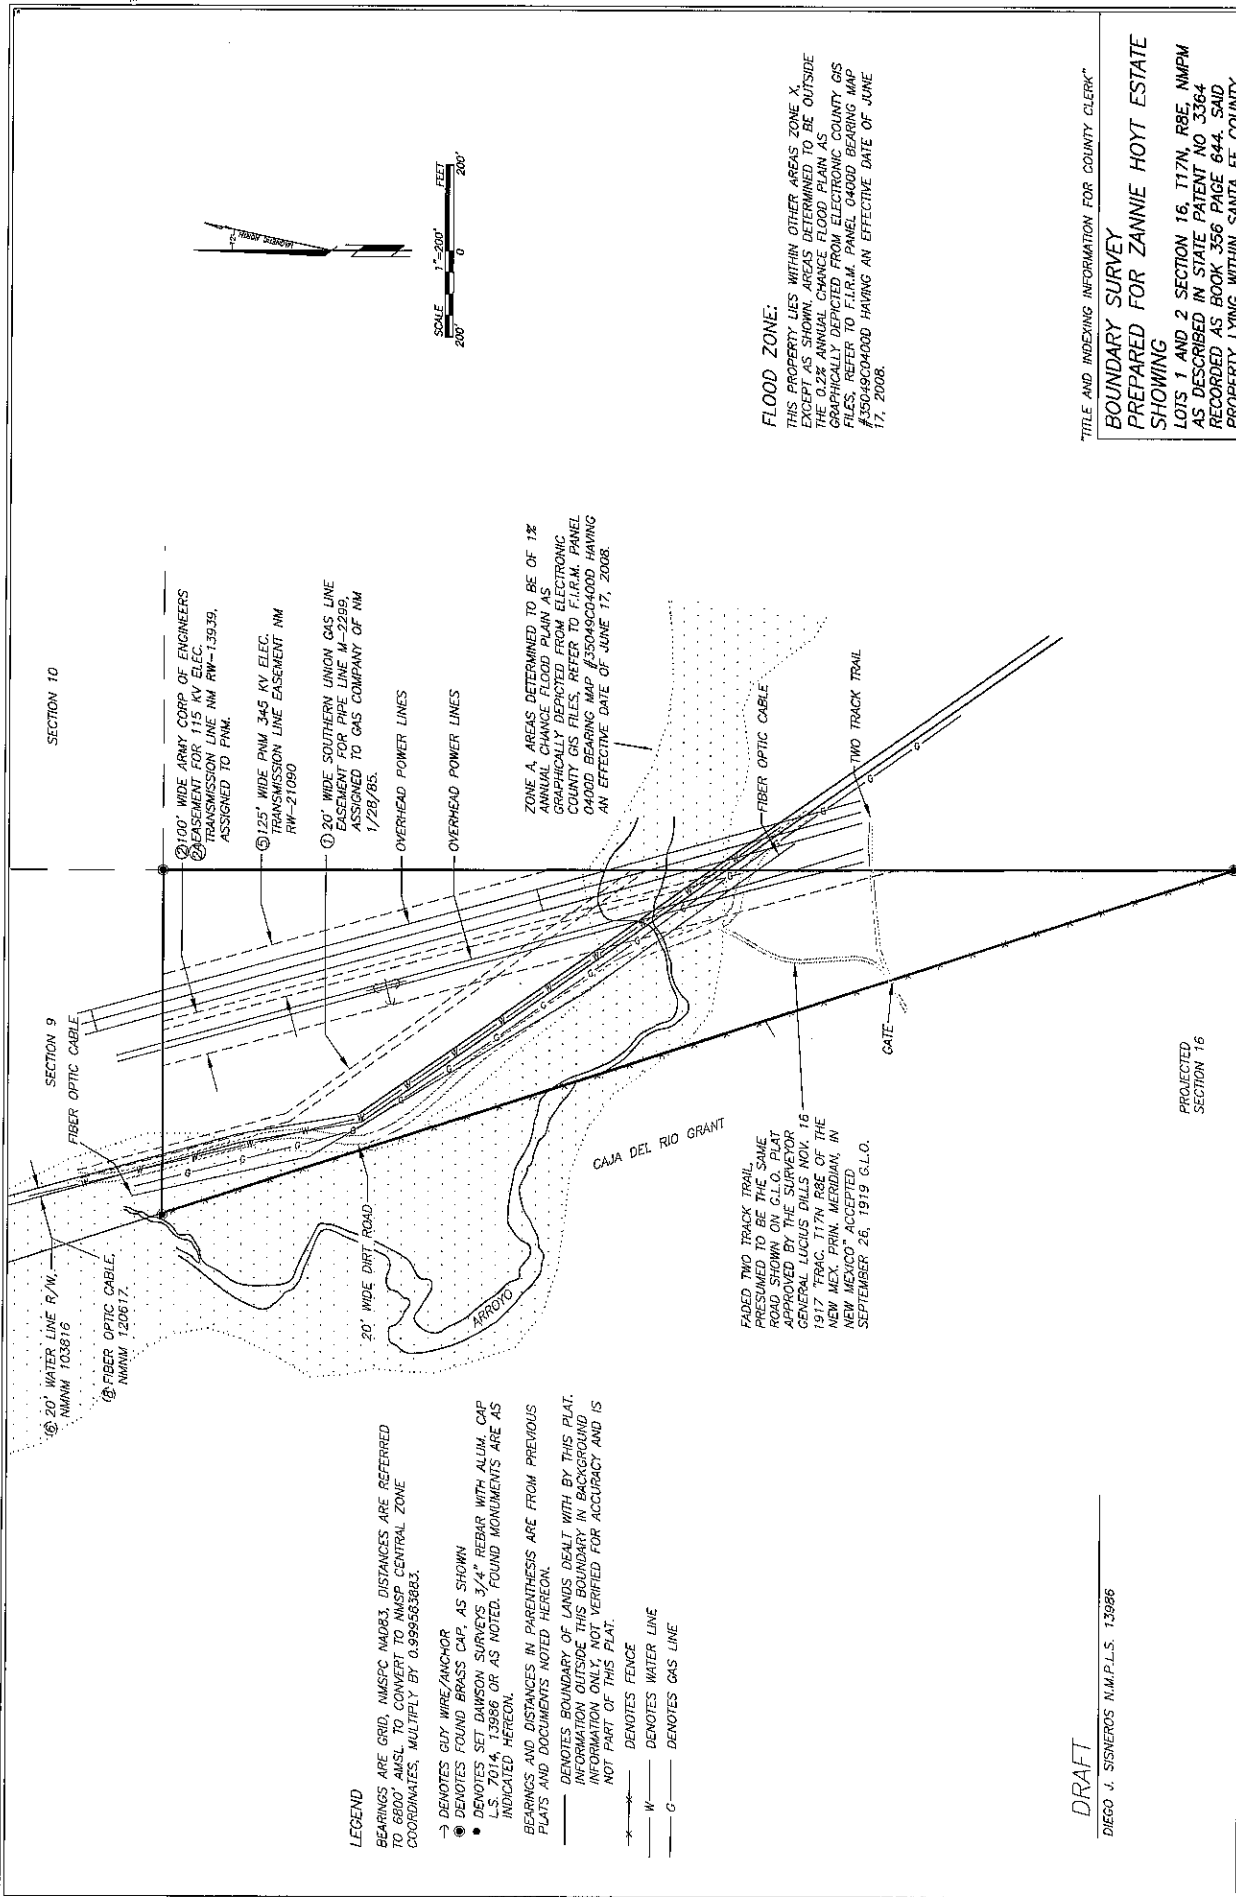 SECTION 10
SECTION 9
FIBER OPTIC CABLE
⑥ 20' WATER LINE R/W,
NMNM 103816
⑧ FIBER OPTIC CABLE,
NMNM 120617.
② 100' WIDE ARMY CORP OF ENGINEERS
EASEMENT FOR 115 KV ELEC.
TRANSMISSION LINE NM RW-13939,
ASSIGNED TO PNM.
⑤ 125' WIDE PNM 345 KV ELEC.
TRANSMISSION LINE EASEMENT NM
RW-21090
① 20' WIDE SOUTHERN UNION GAS LINE
EASEMENT FOR PIPE LINE M-2299,
ASSIGNED TO GAS COMPANY OF NM
1/28/85.
OVERHEAD POWER LINES
OVERHEAD POWER LINES
MAGNETIC NORTH
SCALE 1"=200' FEET
200' 0 200'
ZONE A, AREAS DETERMINED TO BE OF 1%
ANNUAL CHANCE FLOOD PLAIN AS
GRAPHICALLY DEPICTED FROM ELECTRONIC
COUNTY GIS FILES, REFER TO F.I.R.M. PANEL
0400D BEARING MAP #35049C0400D HAVING
AN EFFECTIVE DATE OF JUNE 17, 2008.
FLOOD ZONE:
THIS PROPERTY LIES WITHIN OTHER AREAS ZONE X,
EXCEPT AS SHOWN, AREAS DETERMINED TO BE OUTSIDE
THE 0.2% ANNUAL CHANCE FLOOD PLAIN AS
GRAPHICALLY DEPICTED FROM ELECTRONIC COUNTY GIS
FILES, REFER TO F.I.R.M. PANEL 0400D BEARING MAP
#35049C0400D HAVING AN EFFECTIVE DATE OF JUNE
17, 2008.
FIBER OPTIC CABLE
TWO TRACK TRAIL
20' WIDE DIRT ROAD
ARROYO
CAJA DEL RIO GRANT
GATE
FADED TWO TRACK TRAIL,
PRESUMED TO BE THE SAME
ROAD SHOWN ON G.L.O. PLAT
APPROVED BY THE SURVEYOR
GENERAL LUCIUS DILLS NOV. 16
1917 "FRAC. T17N R8E OF THE
NEW MEX. PRIN. MERIDIAN, IN
NEW MEXICO" ACCEPTED
SEPTEMBER 26, 1919 G.L.O.
PROJECTED
SECTION 16
LEGEND
BEARINGS ARE GRID, NMSPC NAD83, DISTANCES ARE REFERRED
TO 6800' AMSL. TO CONVERT TO NMSP CENTRAL ZONE
COORDINATES, MULTIPLY BY 0.999583883.
DENOTES GUY WIRE/ANCHOR
DENOTES FOUND BRASS CAP, AS SHOWN
DENOTES SET DAWSON SURVEYS 3/4" REBAR WITH ALUM. CAP
L.S. 7014, 13986 OR AS NOTED. FOUND MONUMENTS ARE AS
INDICATED HEREON.
BEARINGS AND DISTANCES IN PARENTHESIS ARE FROM PREVIOUS
PLATS AND DOCUMENTS NOTED HEREON.
DENOTES BOUNDARY OF LANDS DEALT WITH BY THIS PLAT.
INFORMATION OUTSIDE THIS BOUNDARY IN BACKGROUND
INFORMATION ONLY, NOT VERIFIED FOR ACCURACY AND IS
NOT PART OF THIS PLAT.
DENOTES FENCE
W DENOTES WATER LINE
G DENOTES GAS LINE
DRAFT
DIEGO J. SISNEROS N.M.P.L.S. 13986
"TITLE AND INDEXING INFORMATION FOR COUNTY CLERK"
BOUNDARY SURVEY
PREPARED FOR ZANNIE HOYT ESTATE
SHOWING
LOTS 1 AND 2 SECTION 16, T17N, R8E, NMPM
AS DESCRIBED IN STATE PATENT NO 3364
RECORDED AS BOOK 356 PAGE 644. SAID
PROPERTY LYING WITHIN SANTA FE COUNTY